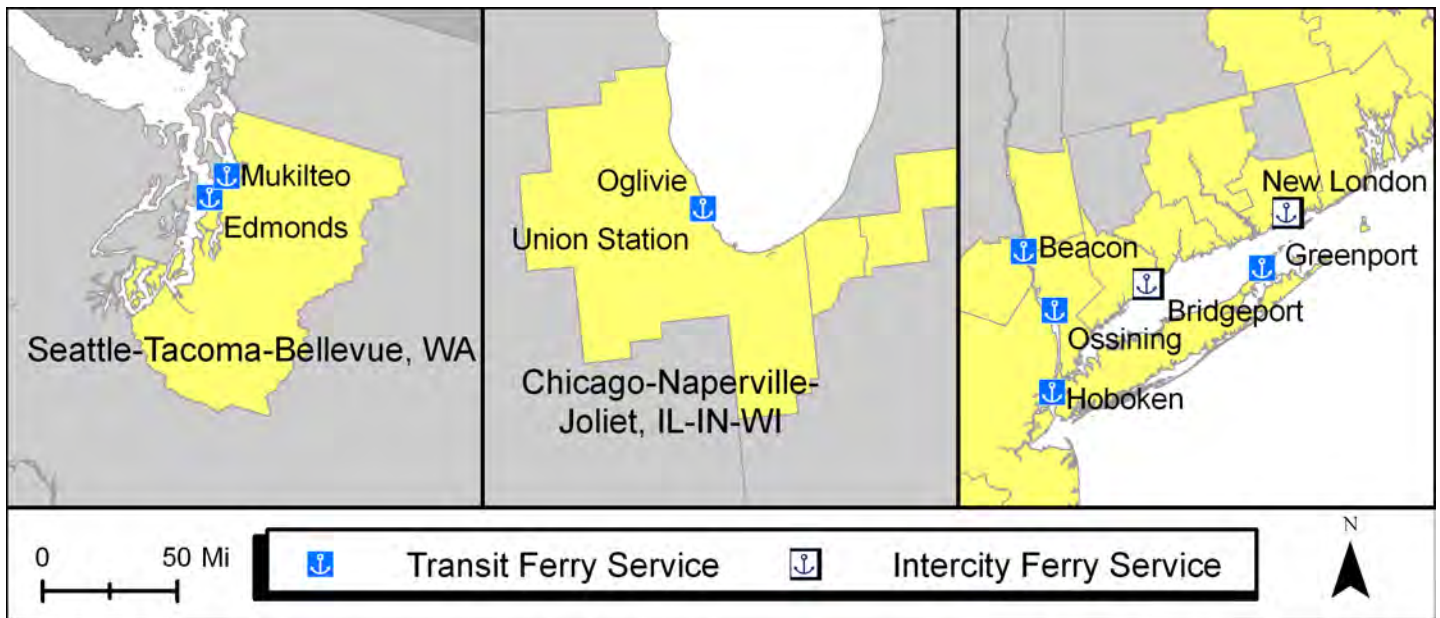 Mukilteo
Edmonds
Seattle-Tacoma-Bellevue, WA
Oglivie
Union Station
Chicago-Naperville-
Joliet, IL-IN-WI
New London
Beacon
Greenport
Bridgeport
Ossining
Hoboken
0 50 Mi
Transit Ferry Service
Intercity Ferry Service
N